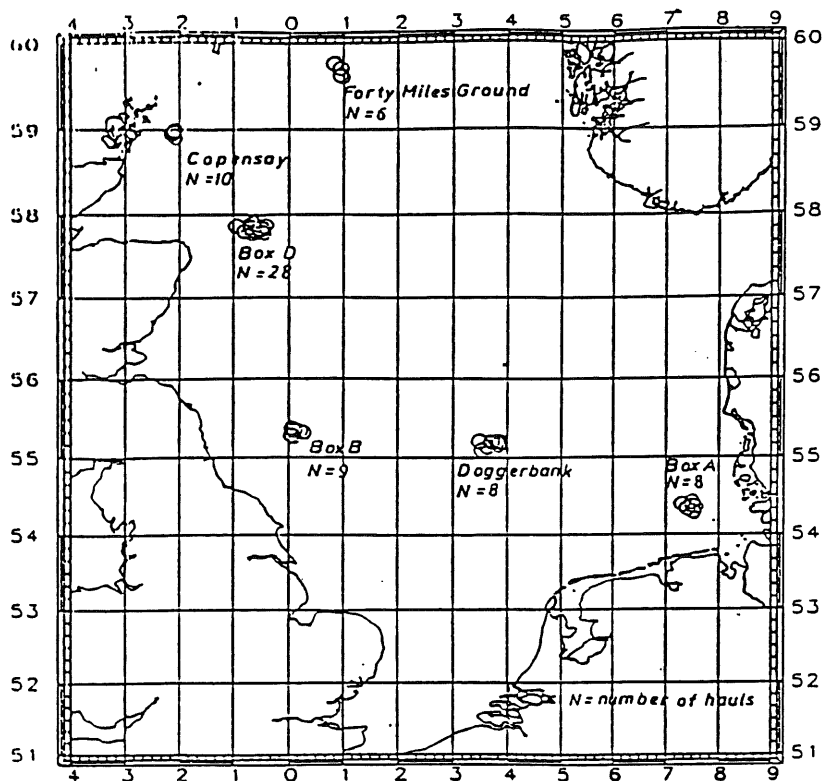 4 3 2 1 0 1 2 3 4 5 6 7 8 9
60 60
Forty Miles Ground
N = 6
59 59
Copensay
N = 10
58 58
Box D
N = 28
57 57
56 56
Box B
N = 9
Doggerbank
N = 8
Box A
N = 8
55 55
54 54
53 53
52 52
N = number of hauls
51 51
4 3 2 1 0 1 2 3 4 5 6 7 8 9